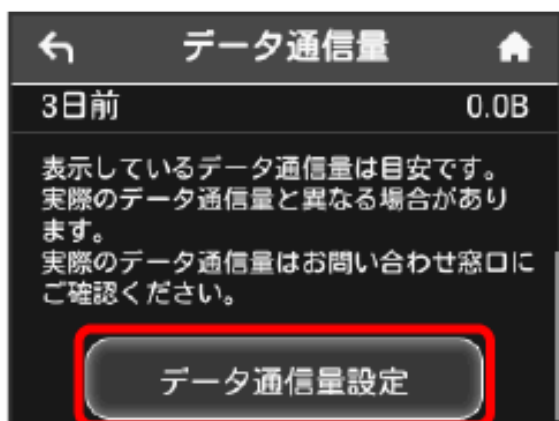 データ通信量
3日前 0.0B
表示しているデータ通信量は目安です。
実際のデータ通信量と異なる場合があり
ます。
実際のデータ通信量はお問い合わせ窓口に
ご確認ください。
データ通信量設定